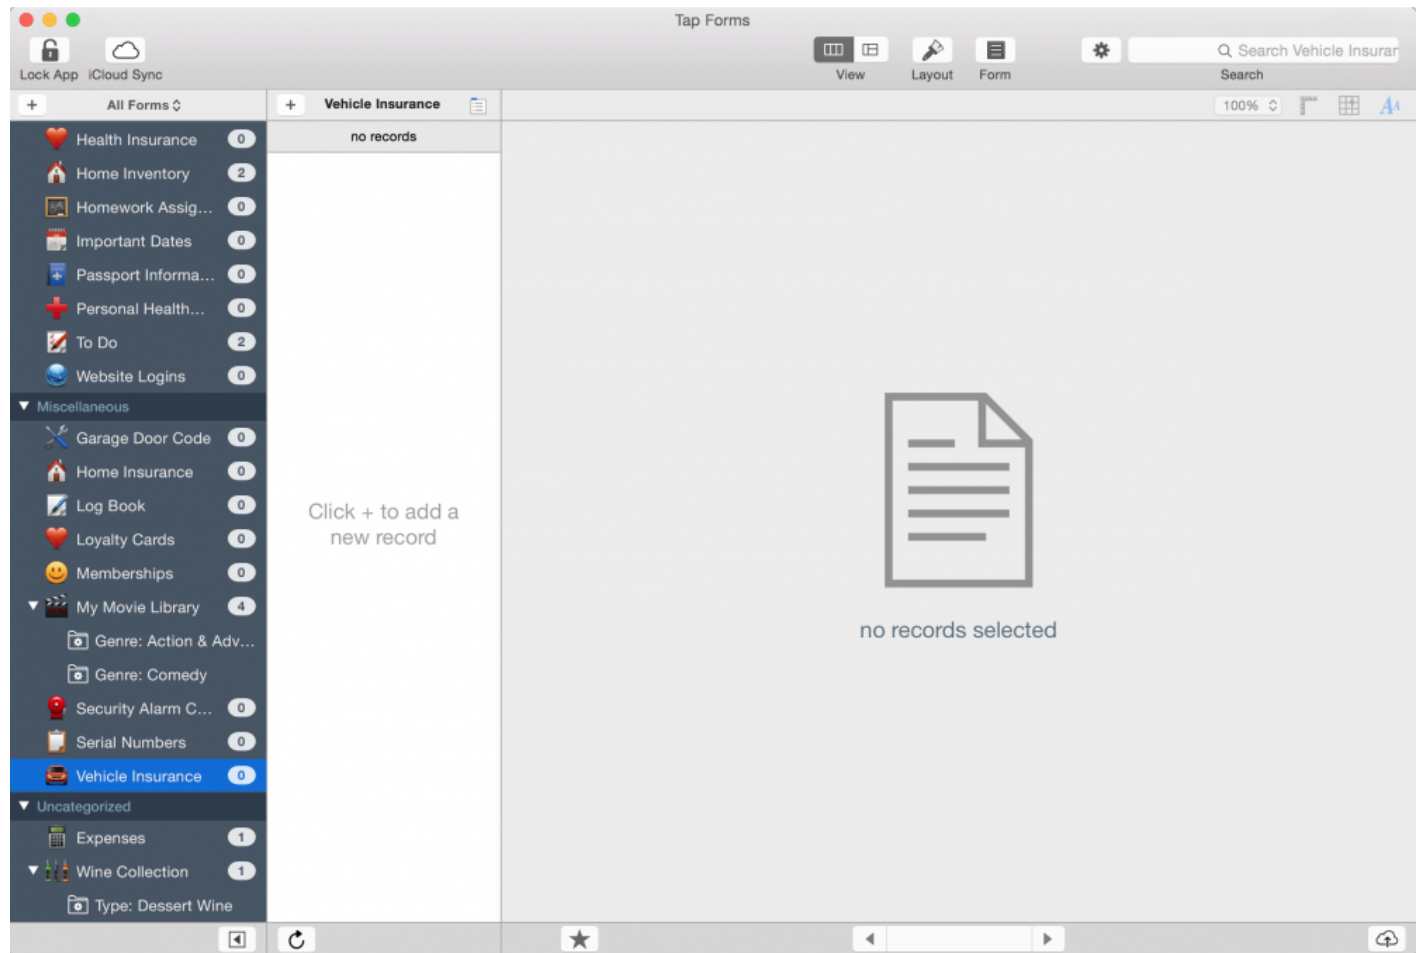 Tap Forms
Lock App
iCloud Sync
View
Layout
Form
Search Vehicle Insurar
Search
All Forms
Vehicle Insurance
100%
no records
Health Insurance 0
Home Inventory 2
Homework Assig... 0
Important Dates 0
Passport Informa... 0
Personal Health... 0
To Do 2
Website Logins 0
Miscellaneous
Garage Door Code 0
Home Insurance 0
Log Book 0
Loyalty Cards 0
Memberships 0
My Movie Library 4
Genre: Action & Adv...
Genre: Comedy
Security Alarm C... 0
Serial Numbers 0
Vehicle Insurance 0
Uncategorized
Expenses 1
Wine Collection 1
Type: Dessert Wine
Click + to add a
new record
no records selected